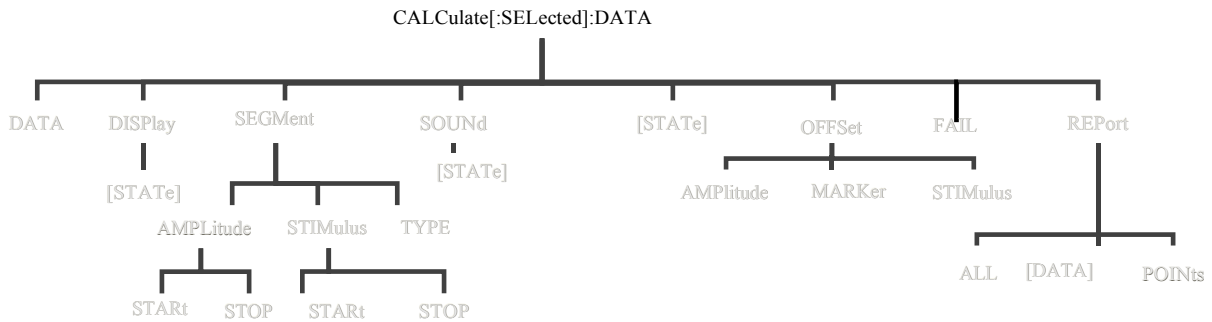 CALCulate[:SELected]:DATA
DATA DISPlay SEGMent SOUNd [STATe] OFFSet FAIL REPort
[STATe] [STATe] AMPlitude MARKer STIMulus
AMPLitude STIMulus TYPE
ALL [DATA] POINts
STARt STOP STARt STOP